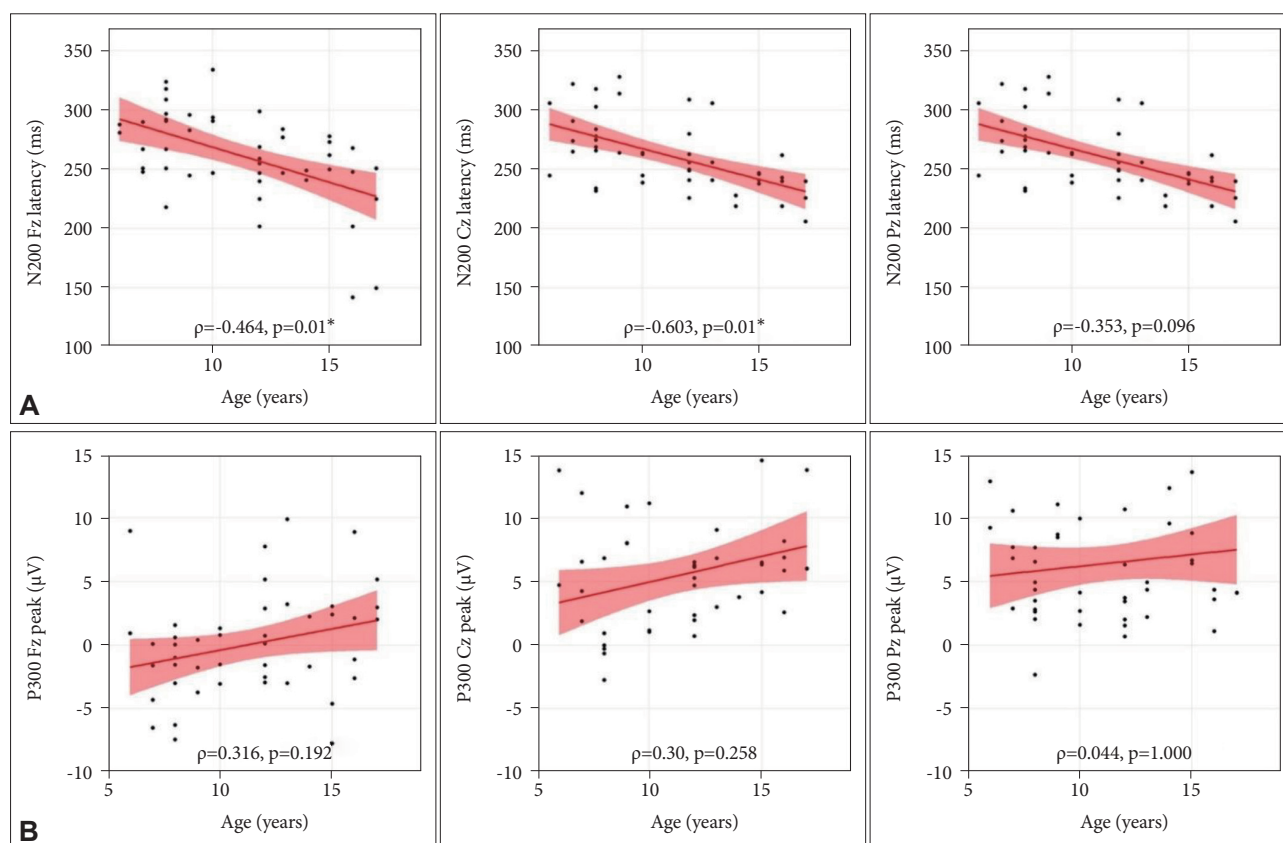 350
300
250
200
150
100
N200 Fz latency (ms)
ρ=-0.464, p=0.01*
10
15
Age (years)
A
350
300
250
200
150
100
N200 Cz latency (ms)
ρ=-0.603, p=0.01*
10
15
Age (years)
350
300
250
200
150
100
N200 Pz latency (ms)
ρ=-0.353, p=0.096
10
15
Age (years)
15
10
5
0
-5
-10
P300 Fz peak (μV)
ρ=0.316, p=0.192
5
10
15
Age (years)
B
15
10
5
0
-5
-10
P300 Cz peak (μV)
ρ=0.30, p=0.258
5
10
15
Age (years)
15
10
5
0
-5
-10
P300 Pz peak (μV)
ρ=0.044, p=1.000
5
10
15
Age (years)